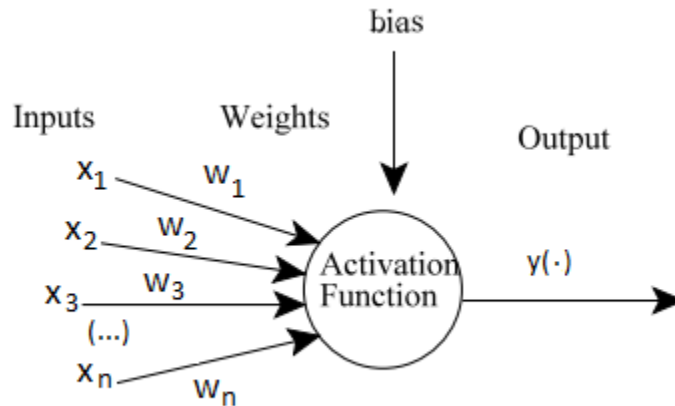 bias
Inputs Weights Output
x₁ w₁
x₂ w₂
Activation y(·)
x₃ w₃ Function
(...)
xₙ wₙ